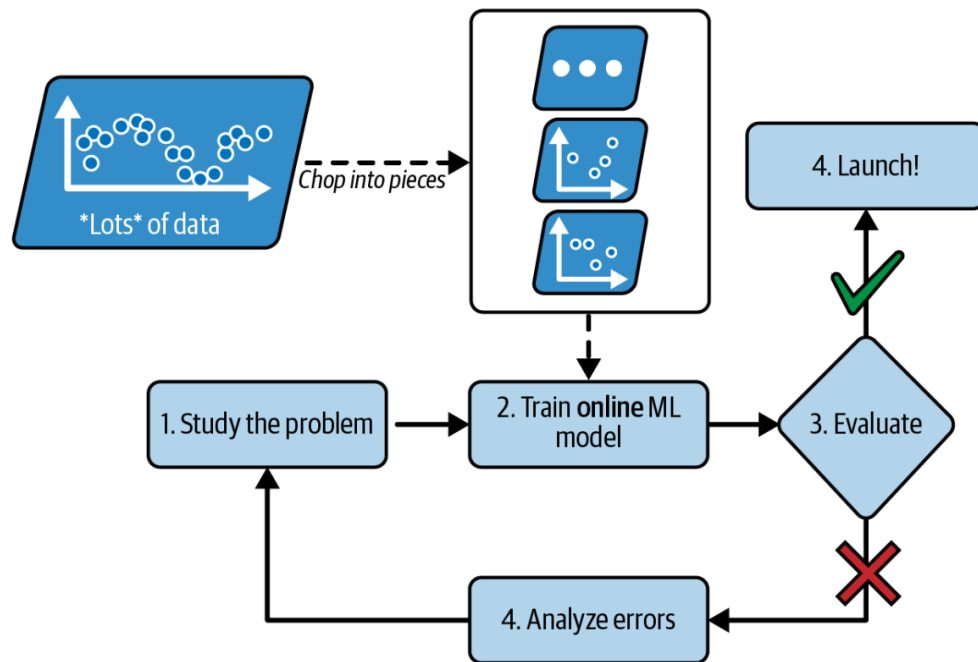 *Lots* of data
Chop into pieces
4. Launch!
1. Study the problem
2. Train online ML
model
3. Evaluate
4. Analyze errors